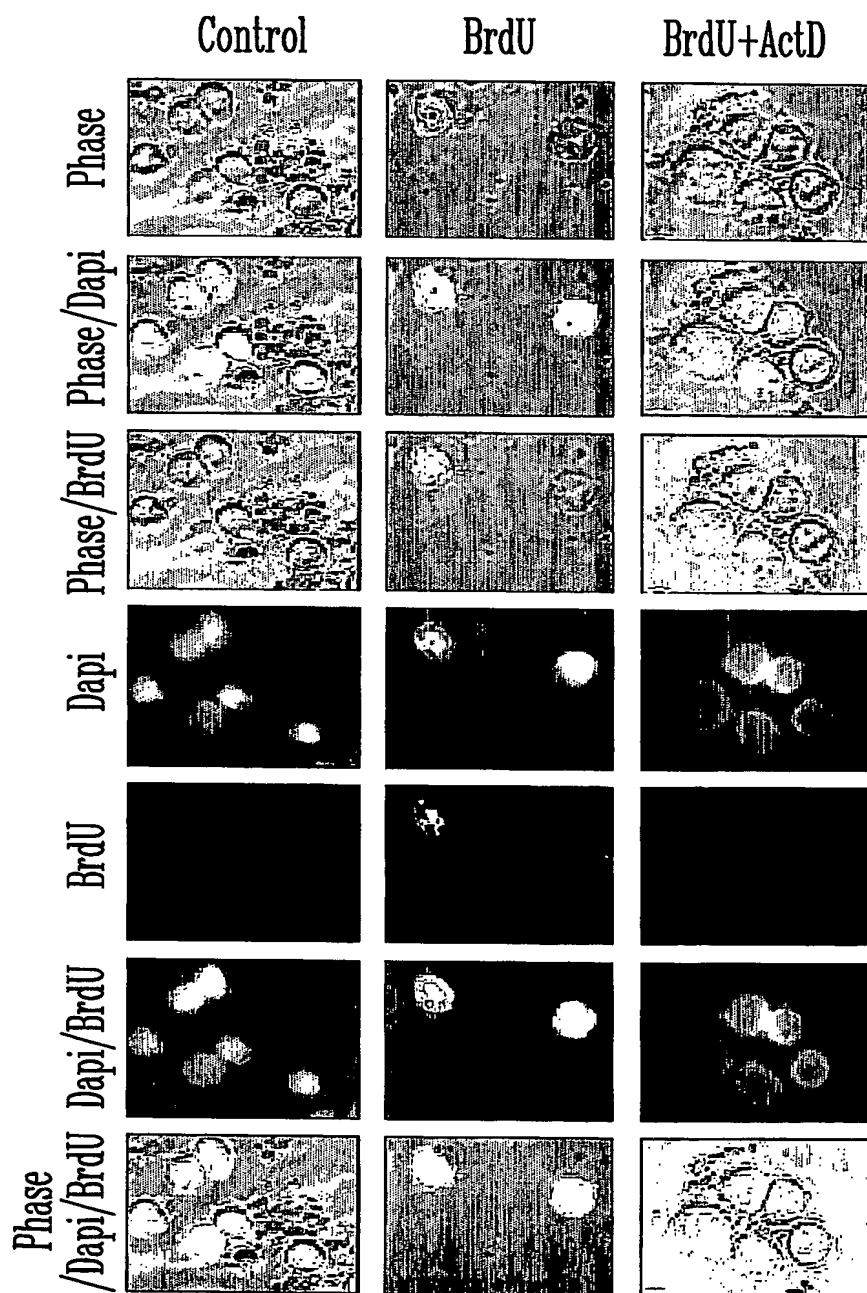 Control BrdU BrdU+ActD
Phase
Phase/Dapi
Phase/BrdU
Dapi
BrdU
Dapi/BrdU
Phase
/Dapi/BrdU